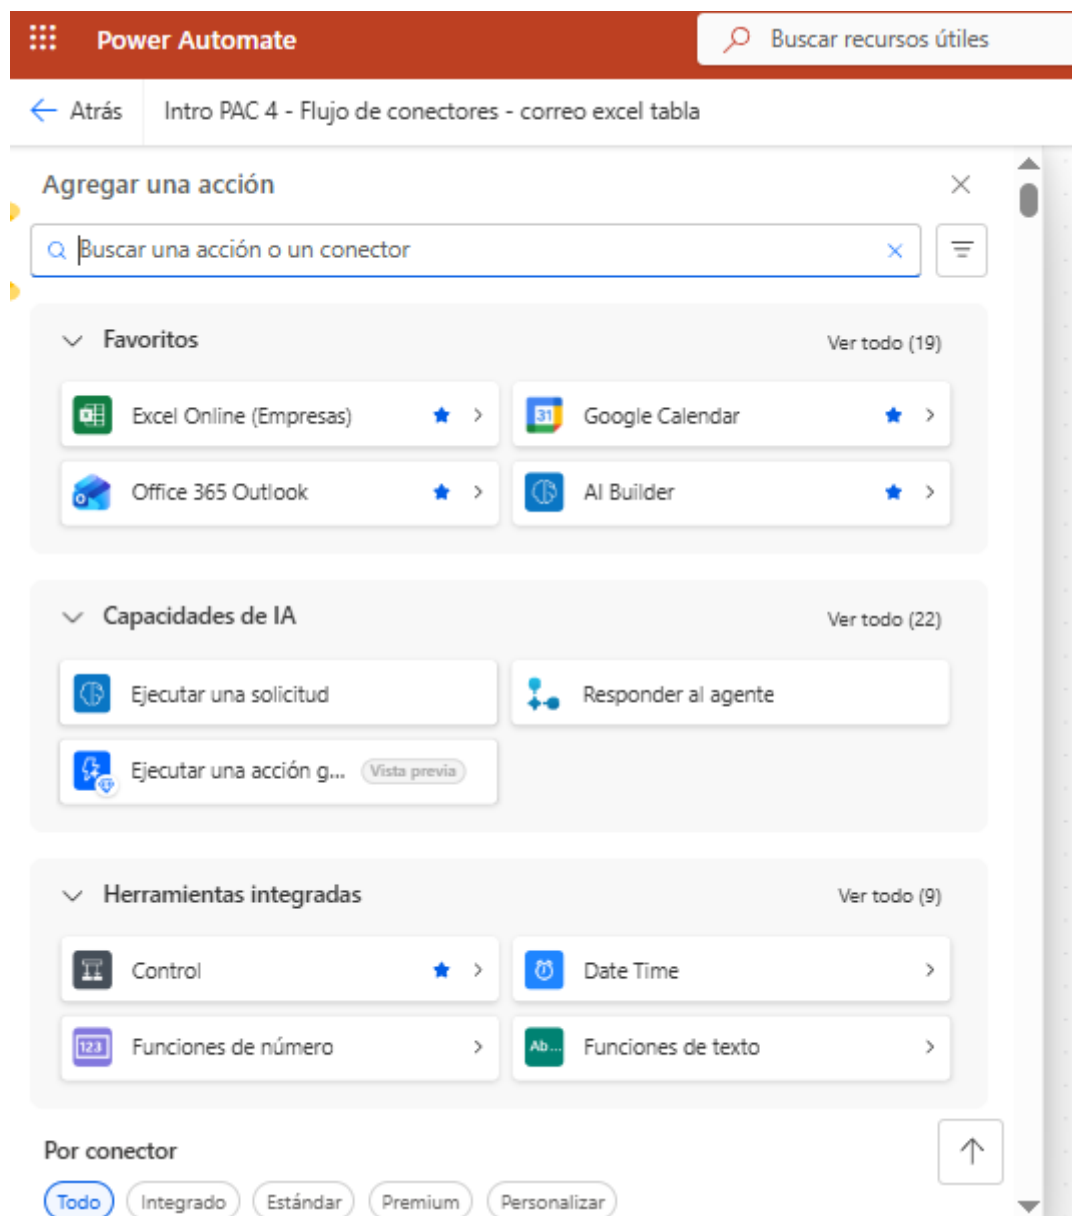 Power Automate
Buscar recursos útiles
Atrás
Intro PAC 4 - Flujo de conectores - correo excel tabla
Agregar una acción
Buscar una acción o un conector
Favoritos
Ver todo (19)
Excel Online (Empresas)
31
Google Calendar
Office 365 Outlook
AI Builder
Capacidades de IA
Ver todo (22)
Ejecutar una solicitud
Responder al agente
Ejecutar una acción g...
Vista previa
Herramientas integradas
Ver todo (9)
Control
Date Time
123
Funciones de número
Ab...
Funciones de texto
Por conector
Todo
Integrado
Estándar
Premium
Personalizar